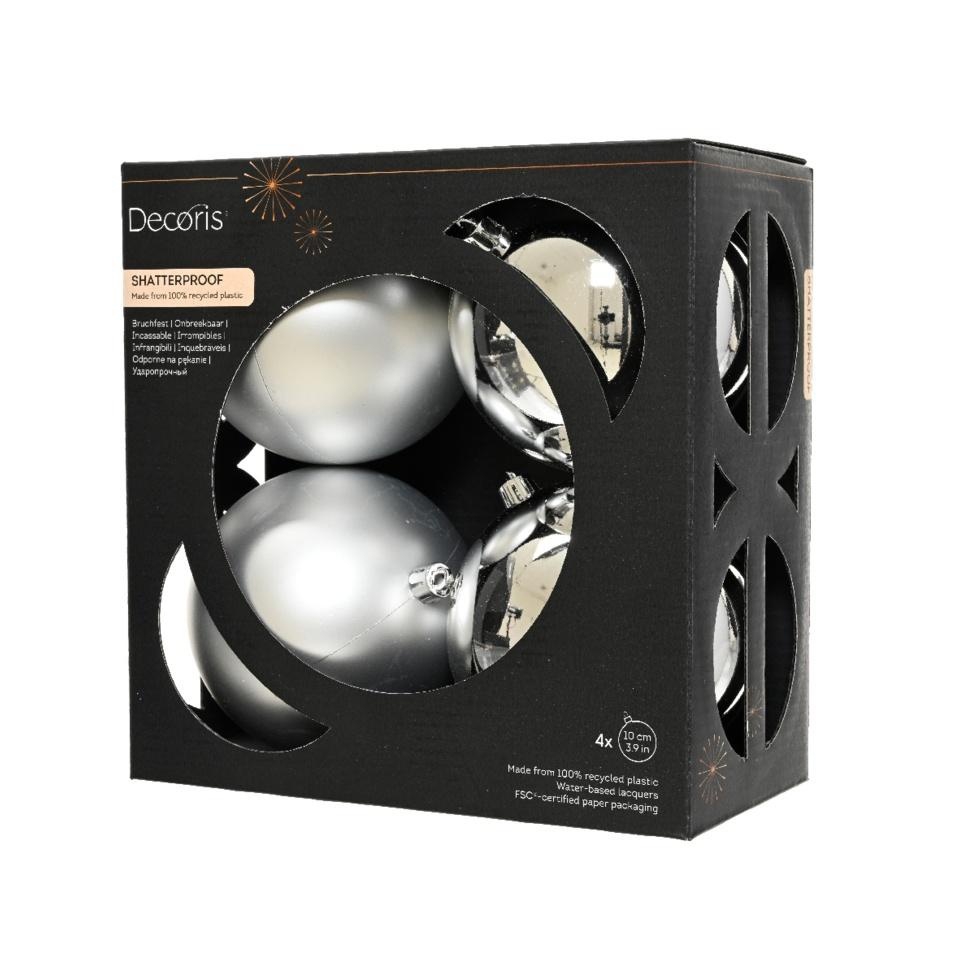 Decoris
SHATTERPROOF
Made from 100% recycled plastic
Bruchfest | Onbreekbaar |
Incassable | Irrompibles |
Infrangibili | Inquebraveis |
Odporne na pękanie |
Ударопрочный
4x
10 cm
3.9 in
Made from 100% recycled plastic
Water-based lacquers
FSC®-certified paper packaging
SHATTERPROOF